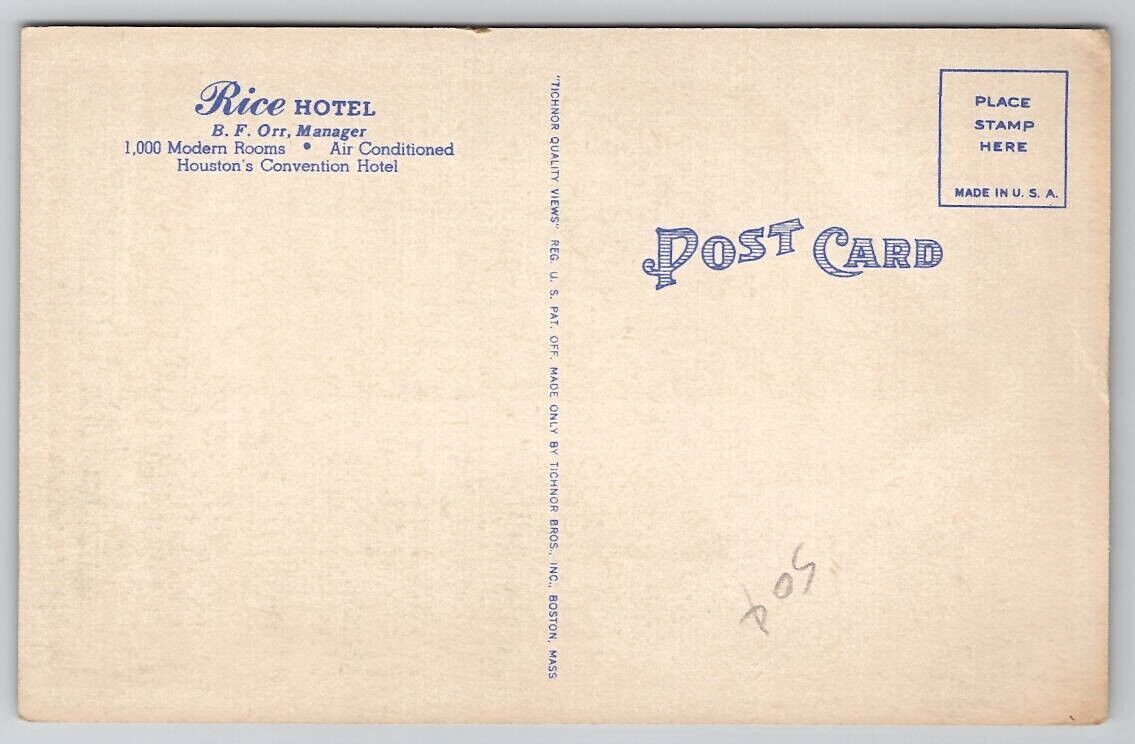 Rice HOTEL
B. F. Orr, Manager
1,000 Modern Rooms • Air Conditioned
Houston's Convention Hotel
"TICHNOR QUALITY VIEWS" REG. U. S. PAT. OFF. MADE ONLY BY TICHNOR BROS., INC., BOSTON, MASS
PLACE
STAMP
HERE
MADE IN U. S. A.
POST CARD
50¢